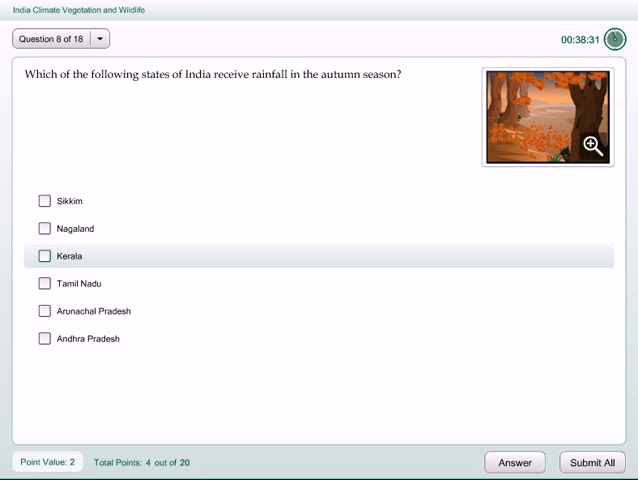 India Climate Vegetation and Wildlife
Question 8 of 18
00:38:31
Which of the following states of India receive rainfall in the autumn season?
Sikkim
Nagaland
Kerala
Tamil Nadu
Arunachal Pradesh
Andhra Pradesh
Point Value: 2 Total Points: 4 out of 20 Answer Submit All